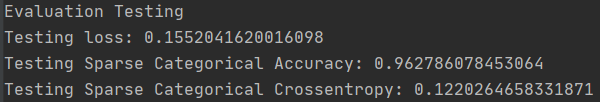 Evaluation Testing
Testing loss: 0.1552041620016098
Testing Sparse Categorical Accuracy: 0.962786078453064
Testing Sparse Categorical Crossentropy: 0.1220264658331871